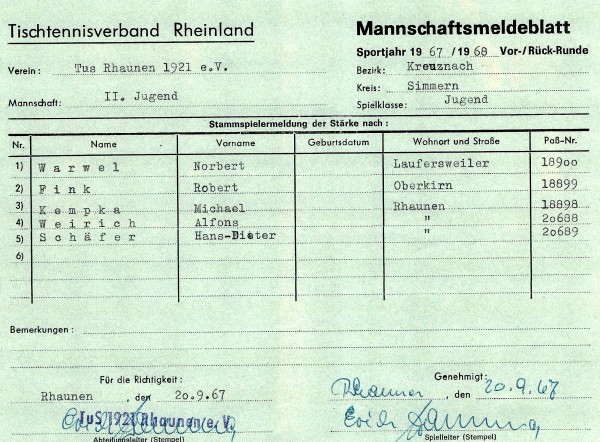 Tischtennisverband Rheinland
Mannschaftsmeldeblatt
Sportjahr 1967/1968 Vor-/Rück-Runde
Verein: Tus Rhaunen 1921 e.V.
Bezirk: Kreuznach
Kreis: Simmern
Mannschaft: II. Jugend
Spielklasse: Jugend
Stammspielermeldung der Stärke nach:
Nr. Name Vorname Geburtsdatum Wohnort und Straße Paß-Nr.
1) Warwel Norbert Laufersweiler 18900
2) Fink Robert Oberkirn 18899
3) Kempka Michael Rhaunen 18898
4) Weirich Alfons " 20688
5) Schäfer Hans-Dieter " 20689
6)
Bemerkungen:
Für die Richtigkeit:
Genehmigt:
Rhaunen, den 20.9.67
Rhaunen, den 20.9.67
TuS 1921 Rhaunen e. V.
Erich
Abteilungsleiter (Stempel)
Spielleiter (Stempel)